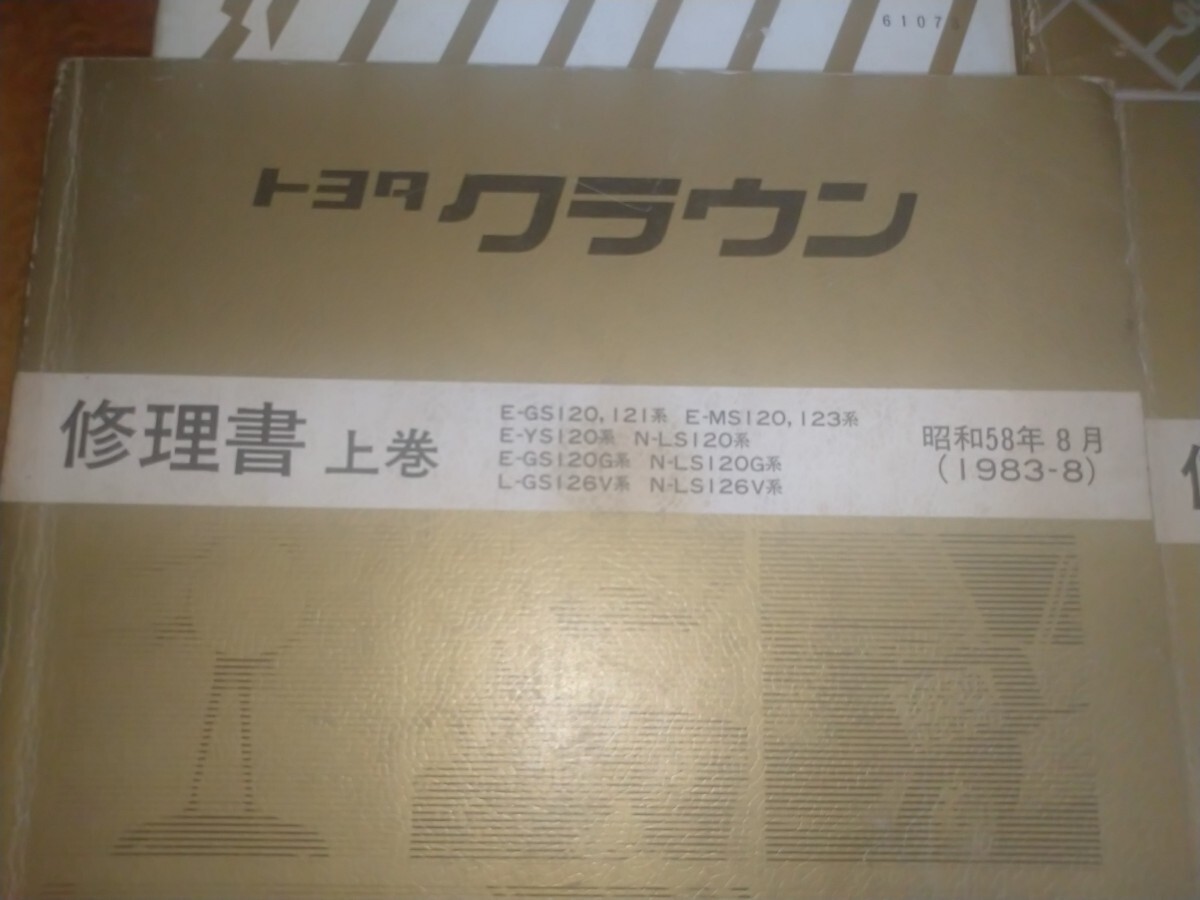 6107
トヨタ クラウン
修理書 上巻
E-GS120, 121系 E-MS120, 123系
E-YS120系 N-LS120系
E-GS120G系 N-LS120G系
L-GS126V系 N-LS126V系
昭和58年 8月
(1983-8)